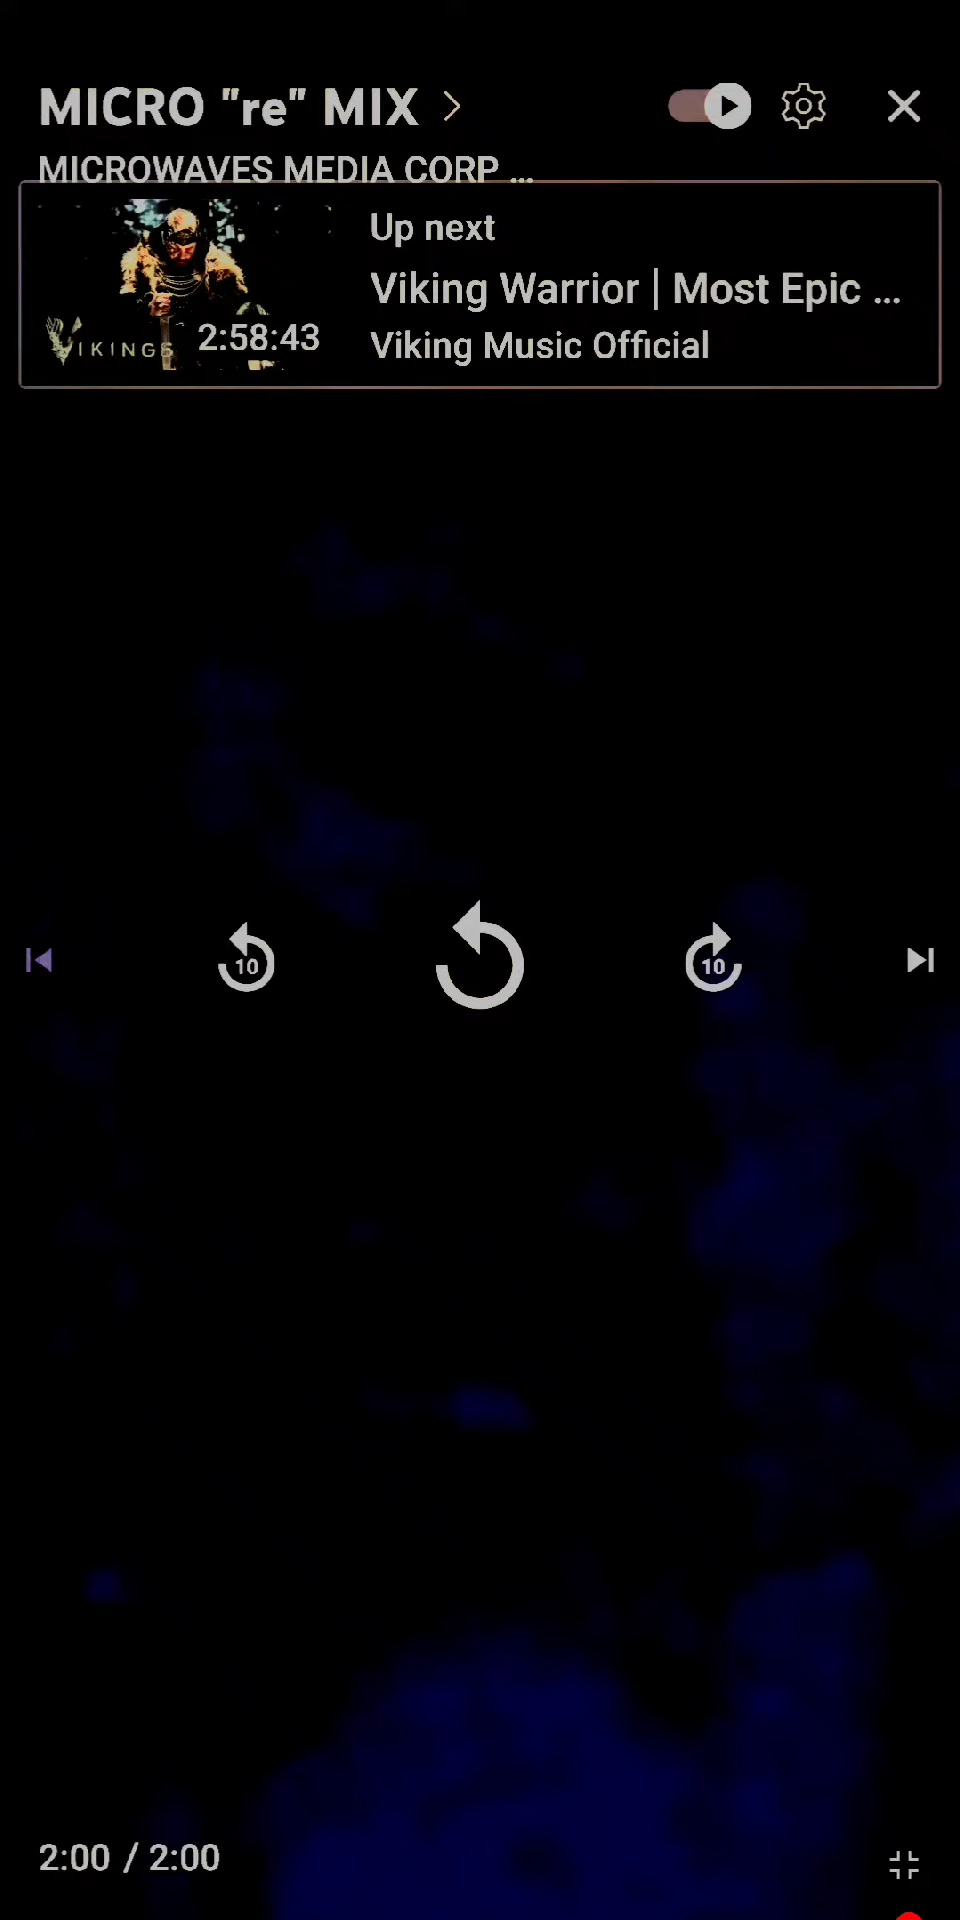 MICRO "re" MIX
MICROWAVES MEDIA CORP ...
Up next
Viking Warrior | Most Epic ...
Viking Music Official
VIKINGS
2:58:43
10
10
2:00 / 2:00